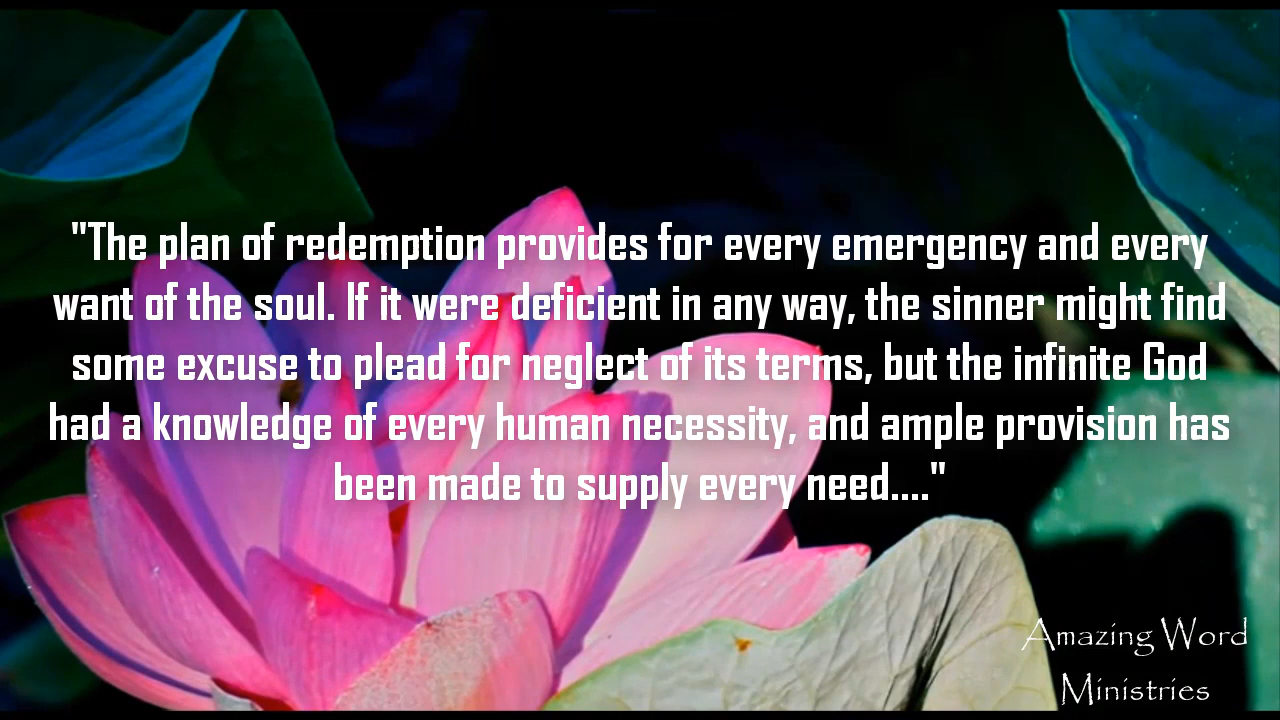 "The plan of redemption provides for every emergency and every
want of the soul. If it were deficient in any way, the sinner might find
some excuse to plead for neglect of its terms, but the infinite God
had a knowledge of every human necessity, and ample provision has
been made to supply every need...."
Amazing Word
Ministries